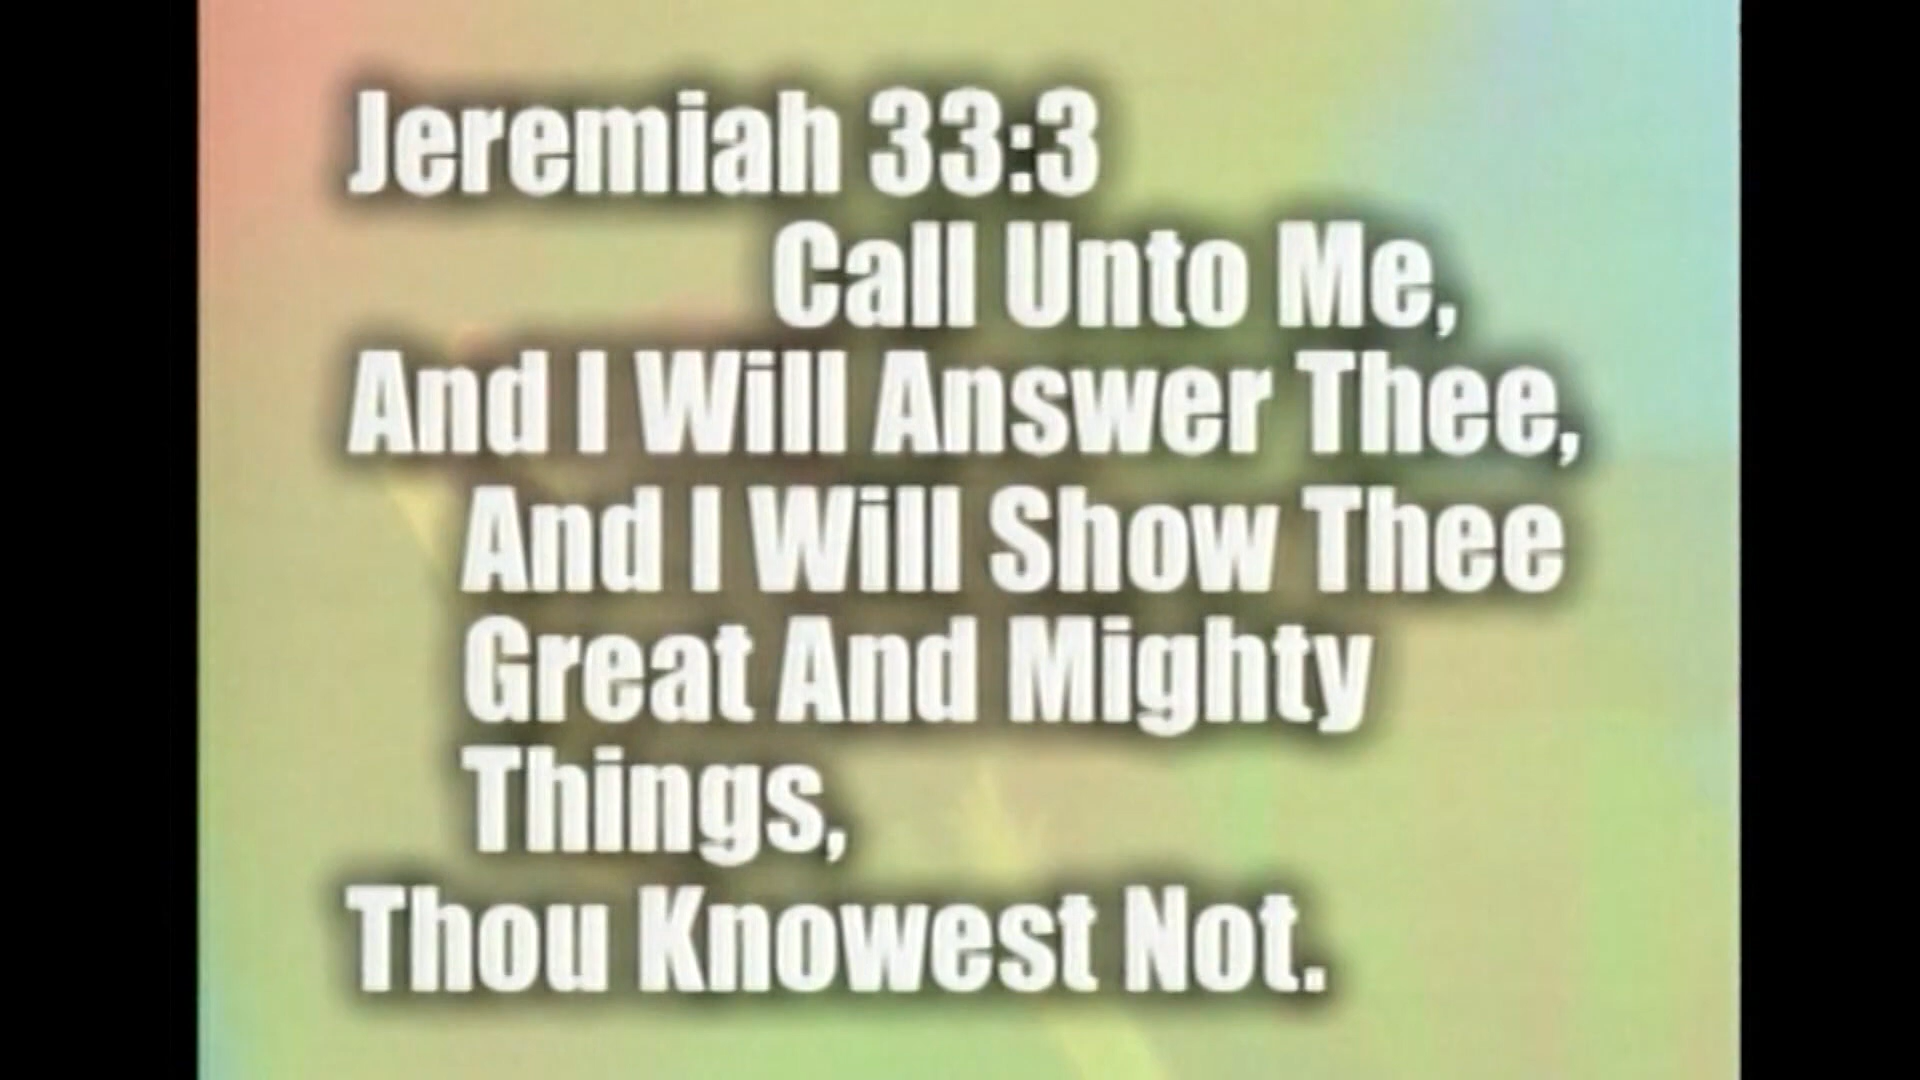 Jeremiah 33:3
Call Unto Me,
And I Will Answer Thee,
And I Will Show Thee
Great And Mighty
Things,
Thou Knowest Not.